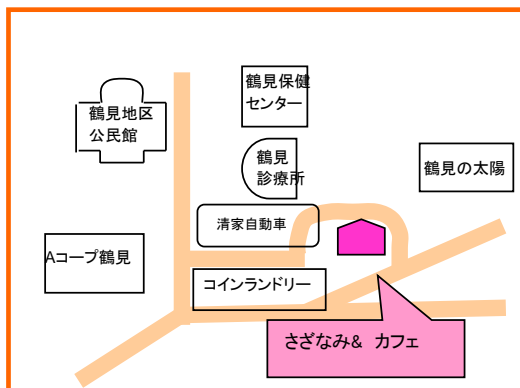 鶴見保健
センター
鶴見地区
公民館
鶴見
診療所
鶴見の太陽
清家自動車
Aコープ鶴見
コインランドリー
さざなみ& カフェ